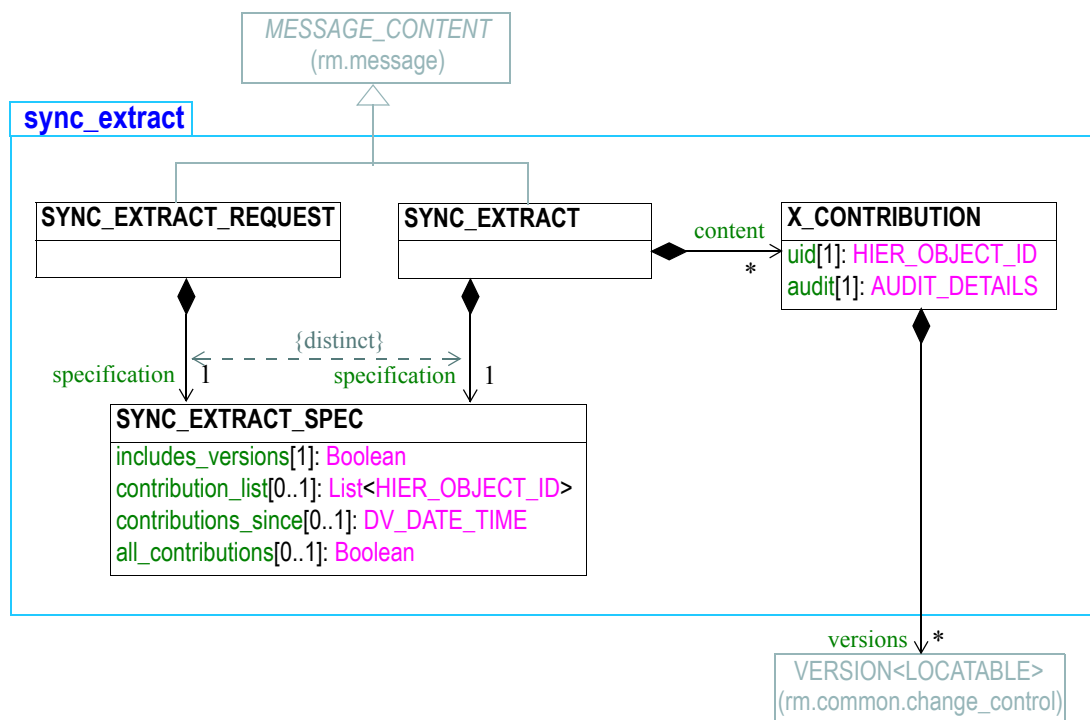 MESSAGE_CONTENT
(rm.message)
sync_extract
SYNC_EXTRACT_REQUEST
SYNC_EXTRACT
content
*
X_CONTRIBUTION
uid[1]: HIER_OBJECT_ID
audit[1]: AUDIT_DETAILS
{distinct}
specification
1
specification
1
SYNC_EXTRACT_SPEC
includes_versions[1]: Boolean
contribution_list[0..1]: List<HIER_OBJECT_ID>
contributions_since[0..1]: DV_DATE_TIME
all_contributions[0..1]: Boolean
versions
*
VERSION<LOCATABLE>
(rm.common.change_control)